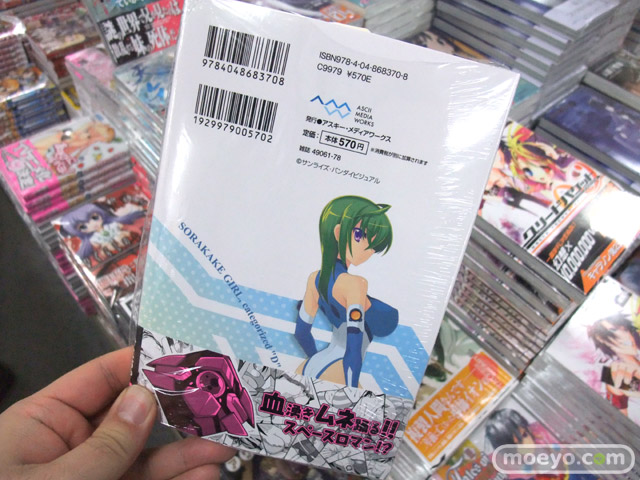 ISBN978-4-04-868370-8
C9979 ¥570E
9784048683708
1929979005702
ASCII
MEDIA
WORKS
発行●アスキー・メディアワークス
定価：本体570円 ※消費税が別に加算されます
雑誌 49061-78
©サンライズ・バンダイビジュアル
SORAKAKE GIRL, categorized "D
血湧きムネ躍る!!
スペースロマン!?
moeyo.com